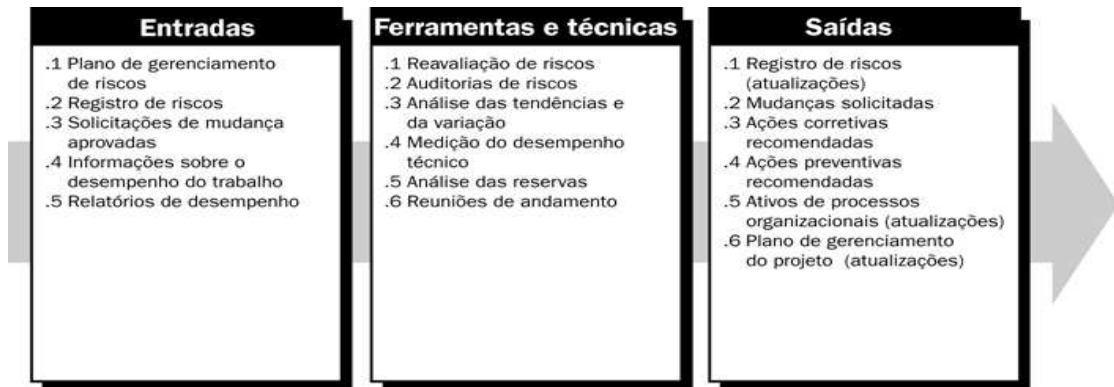 Entradas
.1 Plano de gerenciamento
de riscos
.2 Registro de riscos
.3 Solicitações de mudança
aprovadas
.4 Informações sobre o
desempenho do trabalho
.5 Relatórios de desempenho
Ferramentas e técnicas
.1 Reavaliação de riscos
.2 Auditorias de riscos
.3 Análise das tendências e
da variação
.4 Medição do desempenho
técnico
.5 Análise das reservas
.6 Reuniões de andamento
Saídas
.1 Registro de riscos
(atualizações)
.2 Mudanças solicitadas
.3 Ações corretivas
recomendadas
.4 Ações preventivas
recomendadas
.5 Ativos de processos
organizacionais (atualizações)
.6 Plano de gerenciamento
do projeto (atualizações)